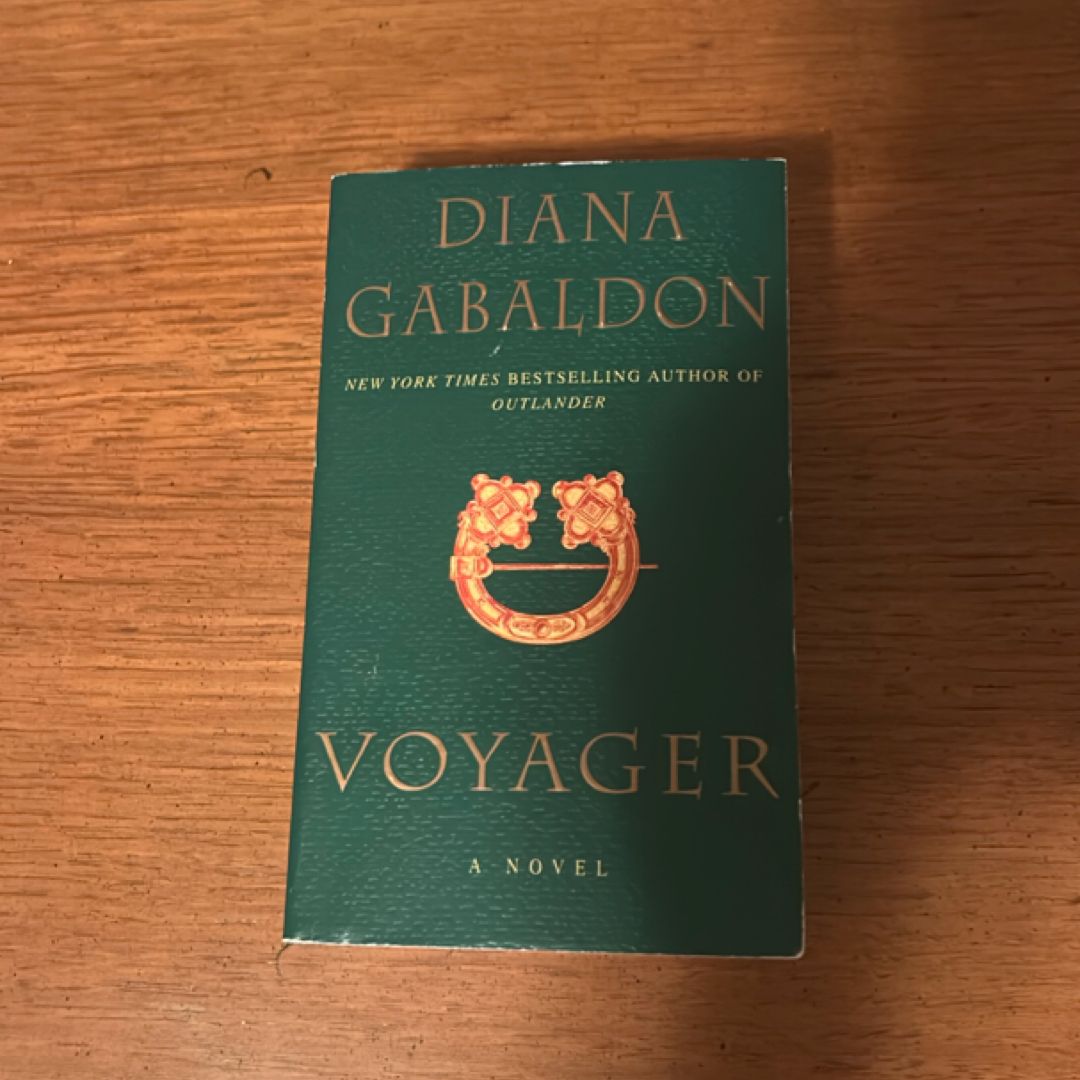 DIANA
GABALDON
NEW YORK TIMES BESTSELLING AUTHOR OF
OUTLANDER
VOYAGER
A NOVEL